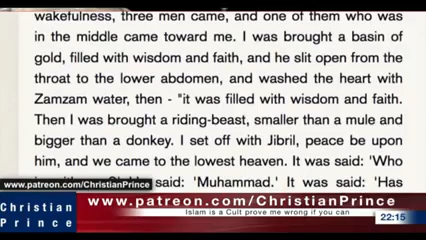 wakefulness, three men came, and one of them who was
in the middle came toward me. I was brought a basin of
gold, filled with wisdom and faith, and he slit open from
the throat to the lower abdomen, and washed the heart with
Zamzam water, then - "it was filled with wisdom and faith.
Then I was brought a riding-beast, smaller than a mule and
bigger than a donkey. I set off with Jibril, peace be upon
him, and we came to the lowest heaven. It was said: 'Who
said: 'Muhammad.' It was said: 'Has
www.patreon.com/ChristianPrince
www.patreon.com/ChristianPrince
Christian
Prince
Islam is a Cult prove me wrong if you can
22:15